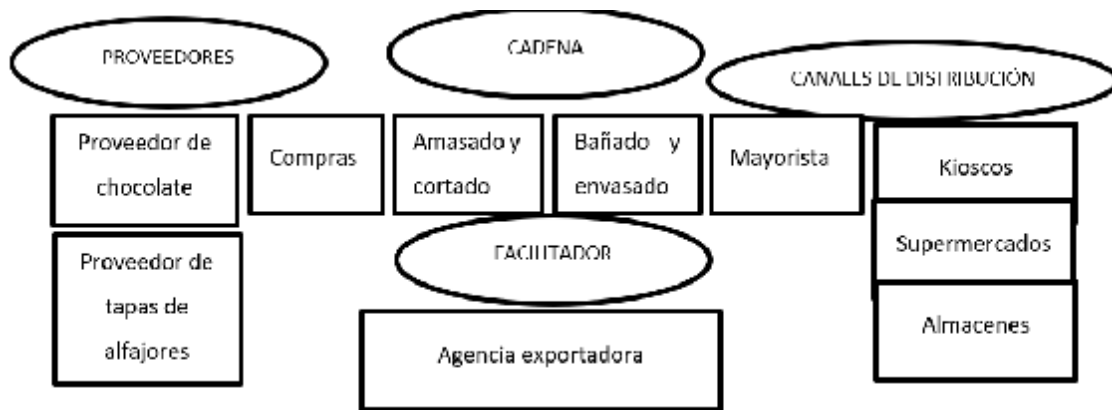 PROVEEDORES
CADENA
CANALES DE DISTRIBUCIÓN
Proveedor de
chocolate
Compras
Amasado y
cortado
Bañado y
envasado
Mayorista
Kioscos
Supermercados
Almacenes
Proveedor de
tapas de
alfajores
FACILITADOR
Agencia exportadora